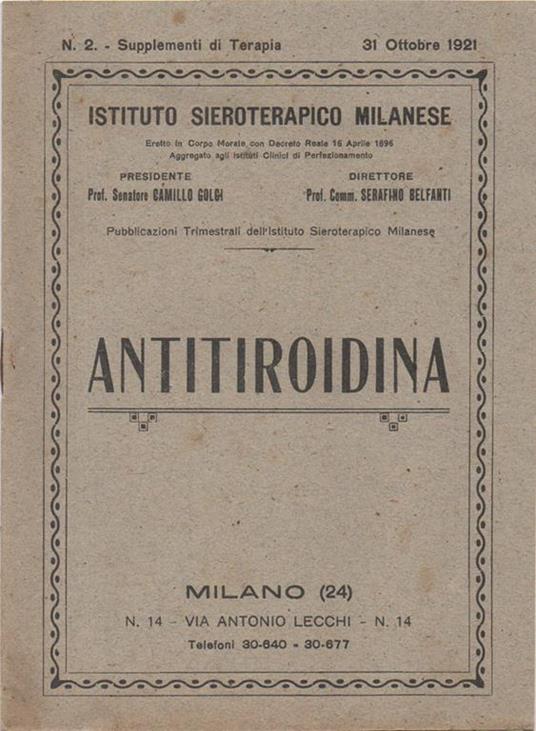 N. 2. - Supplementi di Terapia 31 Ottobre 1921
ISTITUTO SIEROTERAPICO MILANESE
Eretto in Corpo Morale con Decreto Reale 16 Aprile 1896
Aggregato agli Istituti Clinici di Perfezionamento
PRESIDENTE DIRETTORE
Prof. Senatore CAMILLO GOLGI Prof. Comm. SERAFINO BELFANTI
Pubblicazioni Trimestrali dell'Istituto Sieroterapico Milanese
ANTITIROIDINA
MILANO (24)
N. 14 - VIA ANTONIO LECCHI - N. 14
Telefoni 30-640 - 30-677